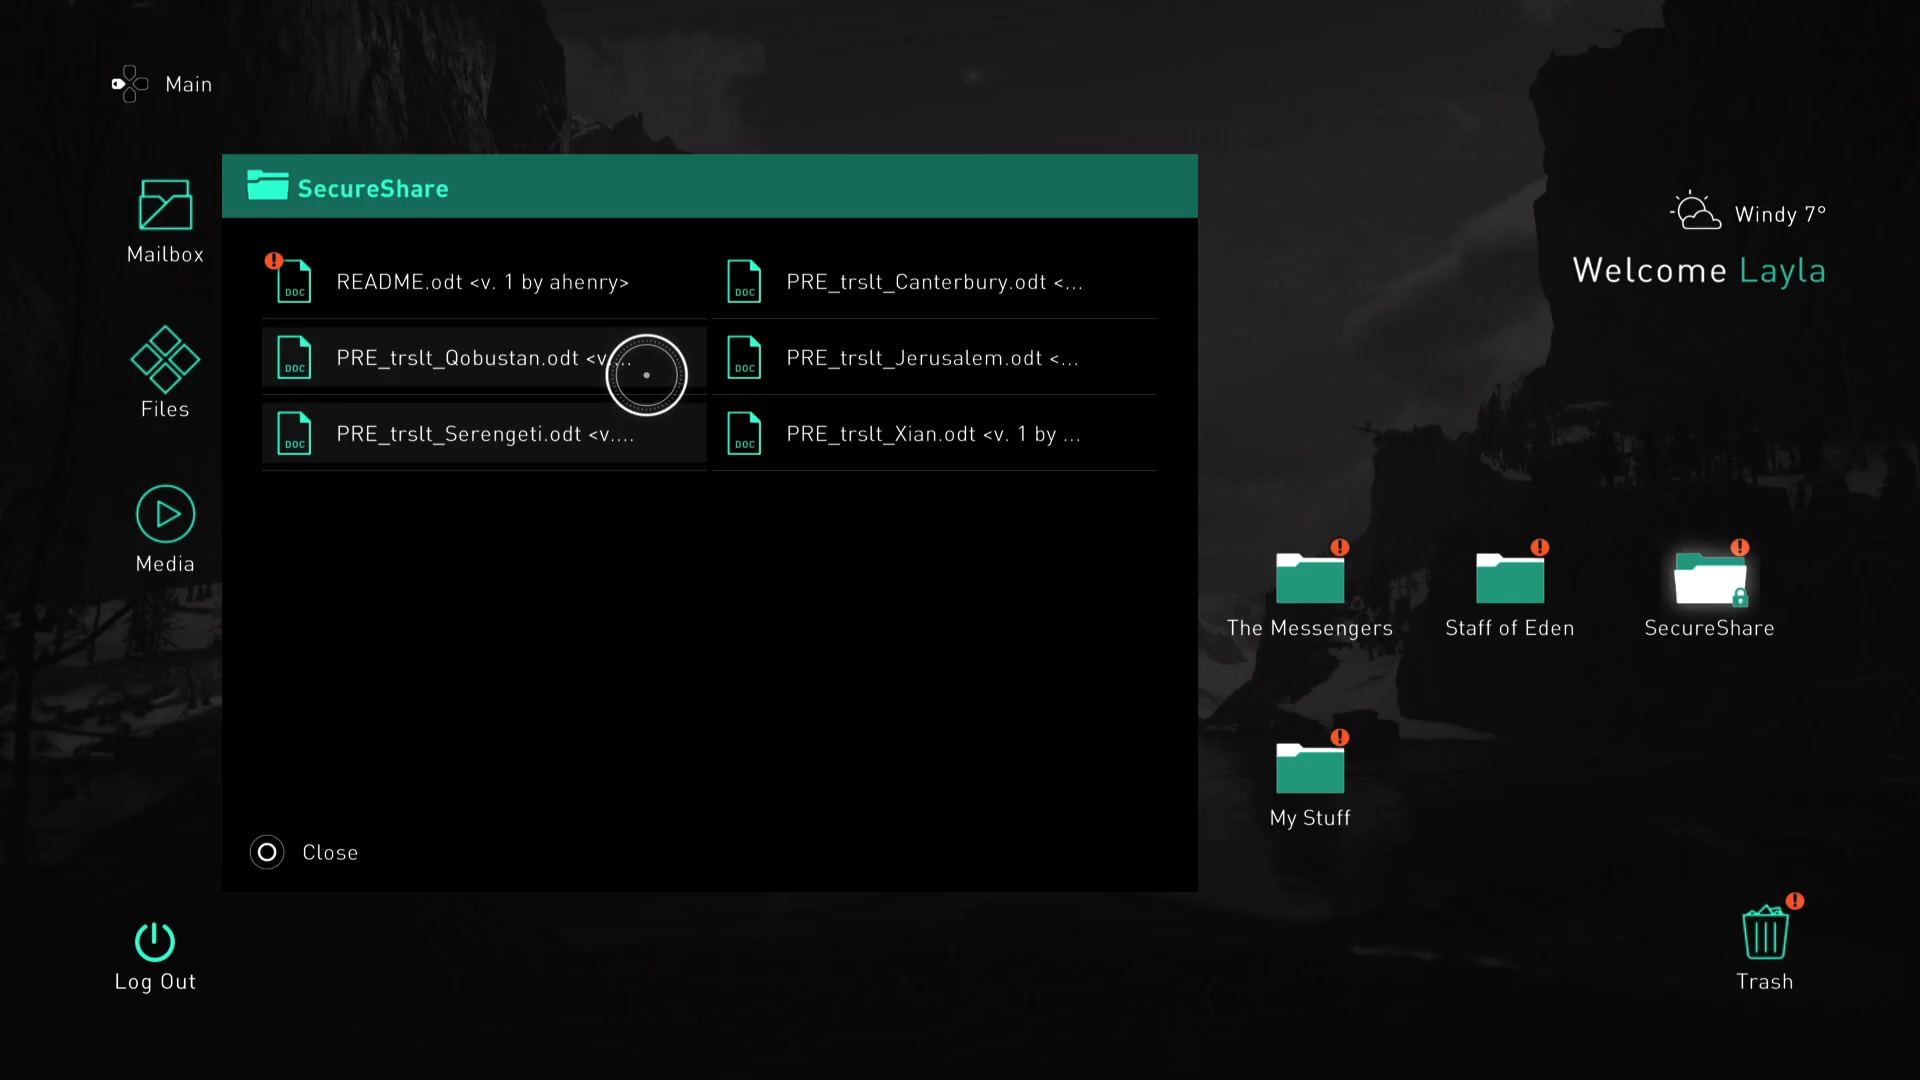 Main
SecureShare
Mailbox
Files
Media
DOC README.odt <v. 1 by ahenry>
DOC PRE_trslt_Canterbury.odt <...
DOC PRE_trslt_Qobustan.odt <v....
DOC PRE_trslt_Jerusalem.odt <...
DOC PRE_trslt_Serengeti.odt <v....
DOC PRE_trslt_Xian.odt <v. 1 by ...
Close
Log Out
Windy 7°
Welcome Layla
The Messengers
Staff of Eden
SecureShare
My Stuff
Trash